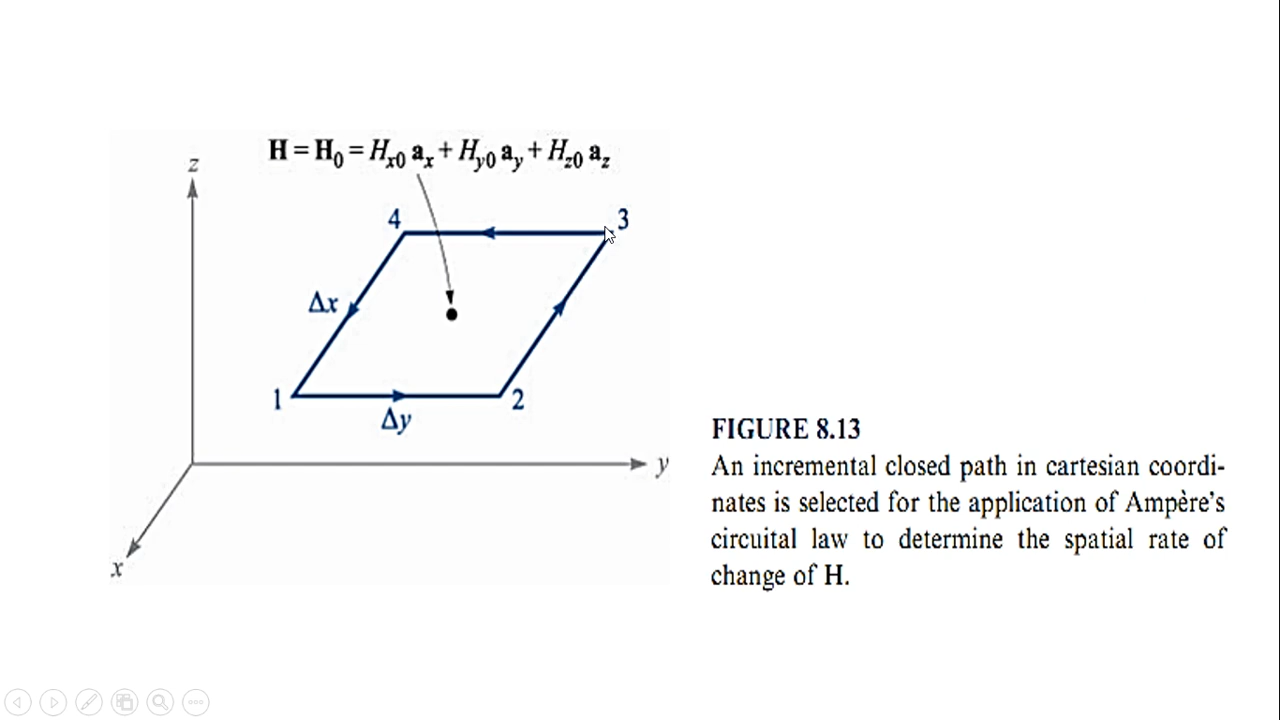 H = H0 = Hx0 ax + Hy0 ay + Hz0 az
z
4
3
Δx
1
2
Δy
y
x
FIGURE 8.13
An incremental closed path in cartesian coordi-
nates is selected for the application of Ampère's
circuital law to determine the spatial rate of
change of H.